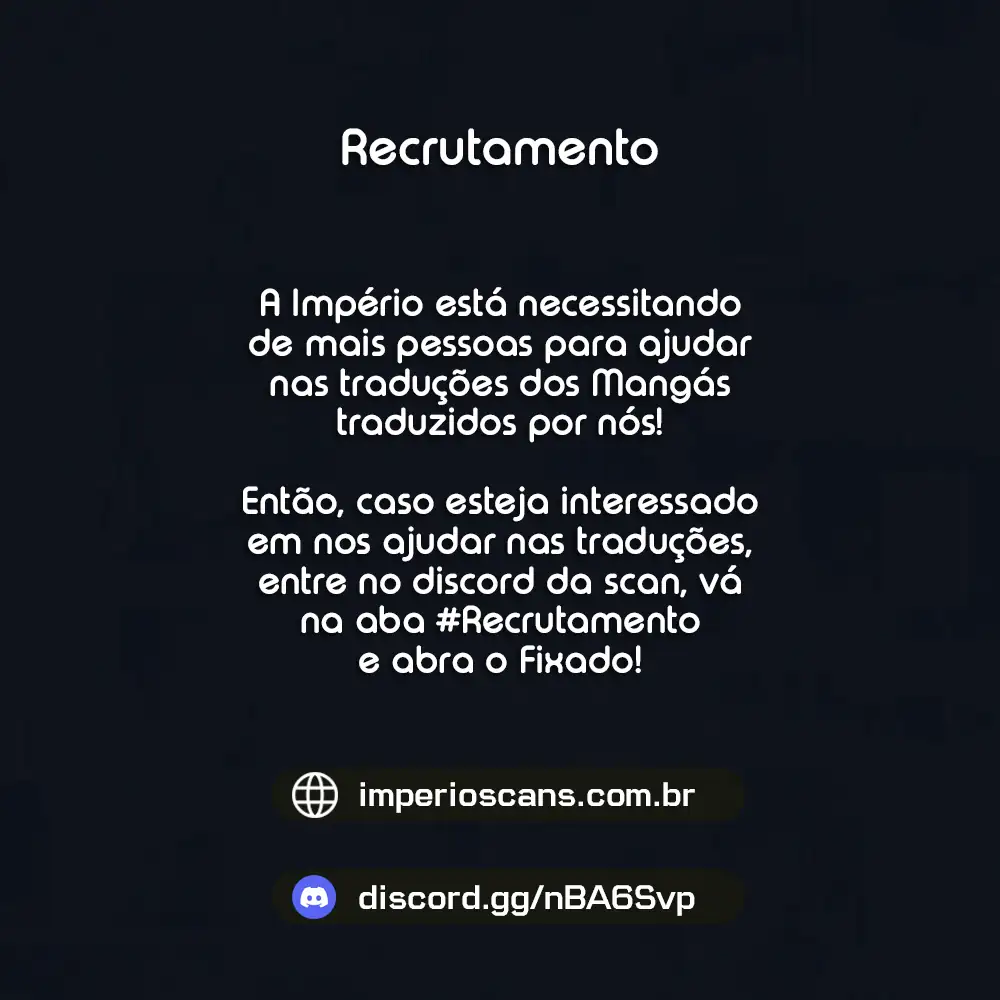 Recrutamento
A Império está necessitando
de mais pessoas para ajudar
nas traduções dos Mangás
traduzidos por nós!
Então, caso esteja interessado
em nos ajudar nas traduções,
entre no discord da scan, vá
na aba #Recrutamento
e abra o Fixado!
imperioscans.com.br
discord.gg/nBA6Svp